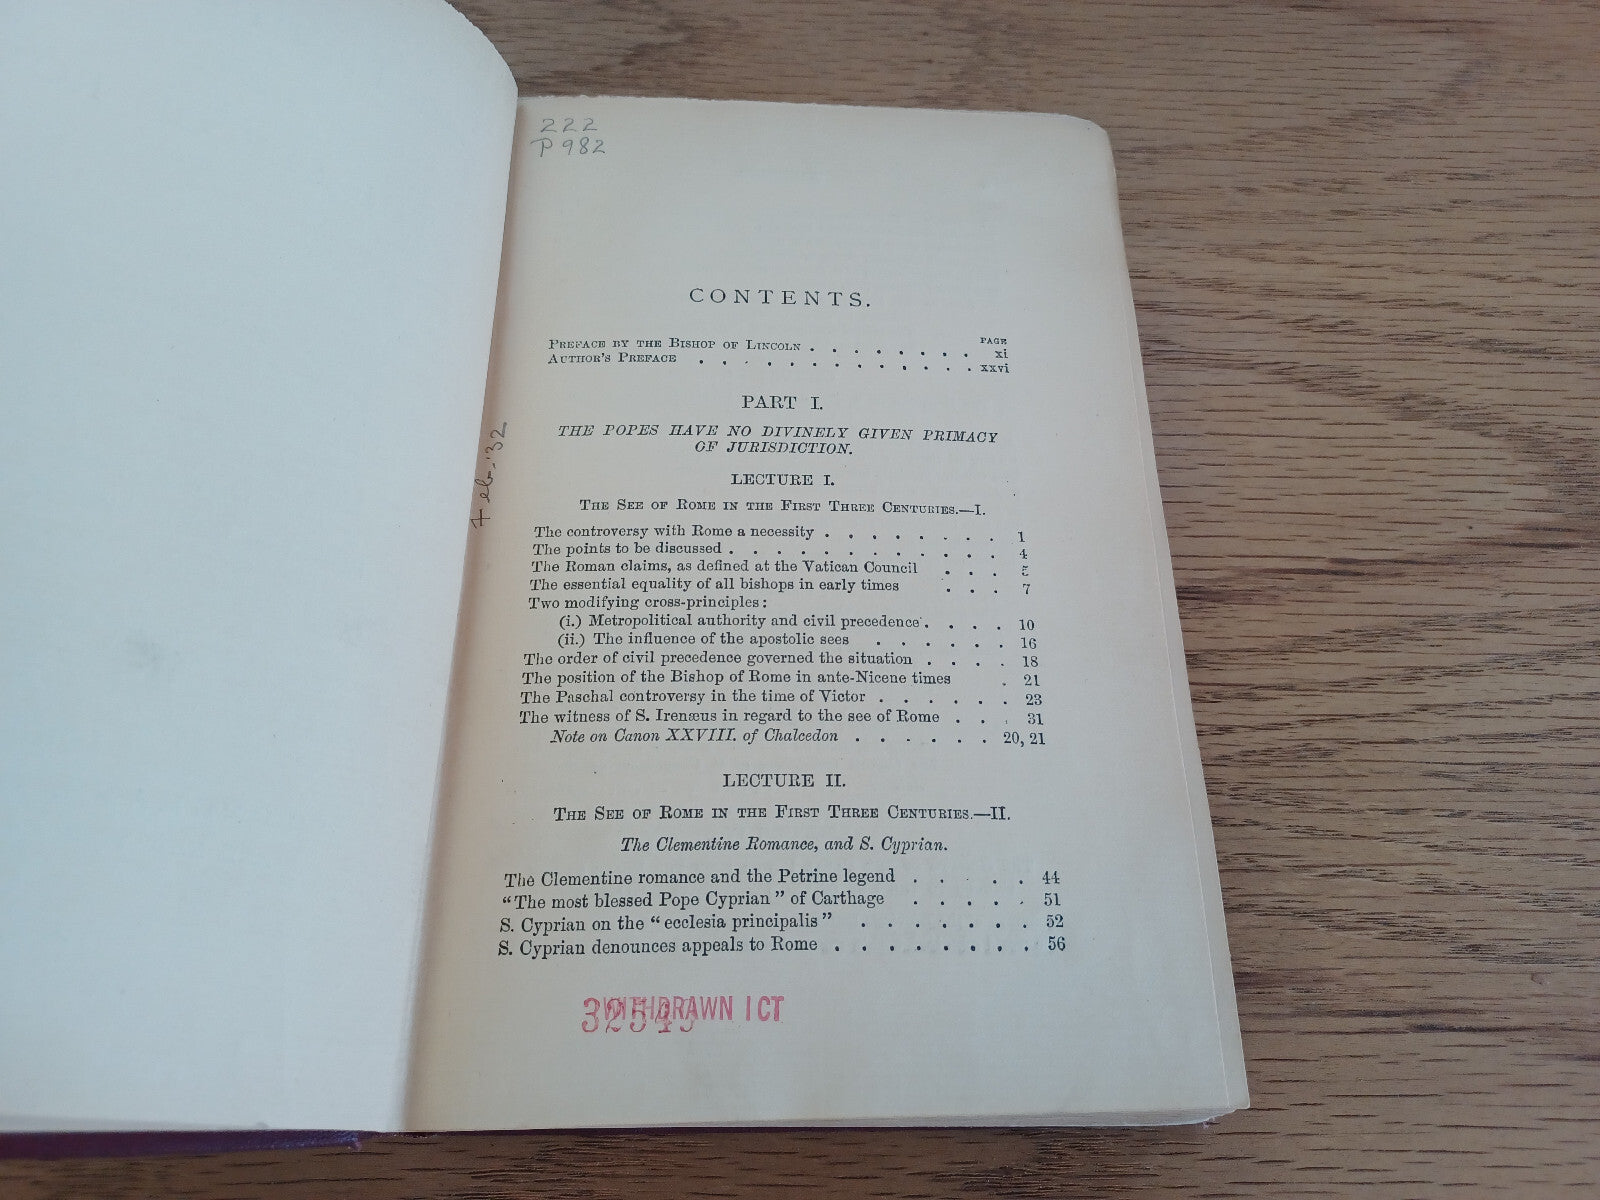 222
P982
Feb. '32
CONTENTS.
PAGE
PREFACE BY THE BISHOP OF LINCOLN . . . . . . . . xi
AUTHOR'S PREFACE . . . . . . . . . . . . xxvi
PART I.
THE POPES HAVE NO DIVINELY GIVEN PRIMACY
OF JURISDICTION.
LECTURE I.
THE SEE OF ROME IN THE FIRST THREE CENTURIES.—I.
The controversy with Rome a necessity . . . . . . . . 1
The points to be discussed . . . . . . . . . . . . 4
The Roman claims, as defined at the Vatican Council . . . 5
The essential equality of all bishops in early times . . . 7
Two modifying cross-principles:
(i.) Metropolitical authority and civil precedence . . . . 10
(ii.) The influence of the apostolic sees . . . . . . 16
The order of civil precedence governed the situation . . . . 18
The position of the Bishop of Rome in ante-Nicene times . 21
The Paschal controversy in the time of Victor . . . . . . 23
The witness of S. Irenæus in regard to the see of Rome . . . 31
Note on Canon XXVIII. of Chalcedon . . . . . . 20, 21
LECTURE II.
THE SEE OF ROME IN THE FIRST THREE CENTURIES.—II.
The Clementine Romance, and S. Cyprian.
The Clementine romance and the Petrine legend . . . . 44
"The most blessed Pope Cyprian" of Carthage . . . . . 51
S. Cyprian on the "ecclesia principalis" . . . . . . . 52
S. Cyprian denounces appeals to Rome . . . . . . . . 56
WITHDRAWN ICT